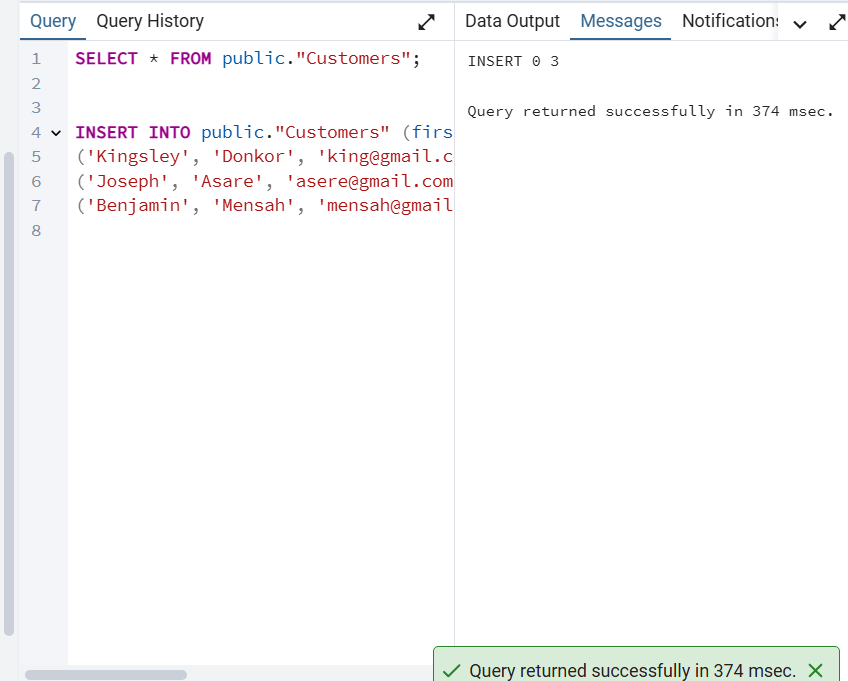 Query Query History
Data Output Messages Notifications
1 SELECT * FROM public."Customers";
2
3
4 INSERT INTO public."Customers" (firs
5 ('Kingsley', 'Donkor', 'king@gmail.c
6 ('Joseph', 'Asare', 'asere@gmail.com
7 ('Benjamin', 'Mensah', 'mensah@gmail
8
INSERT 0 3
Query returned successfully in 374 msec.
Query returned successfully in 374 msec.